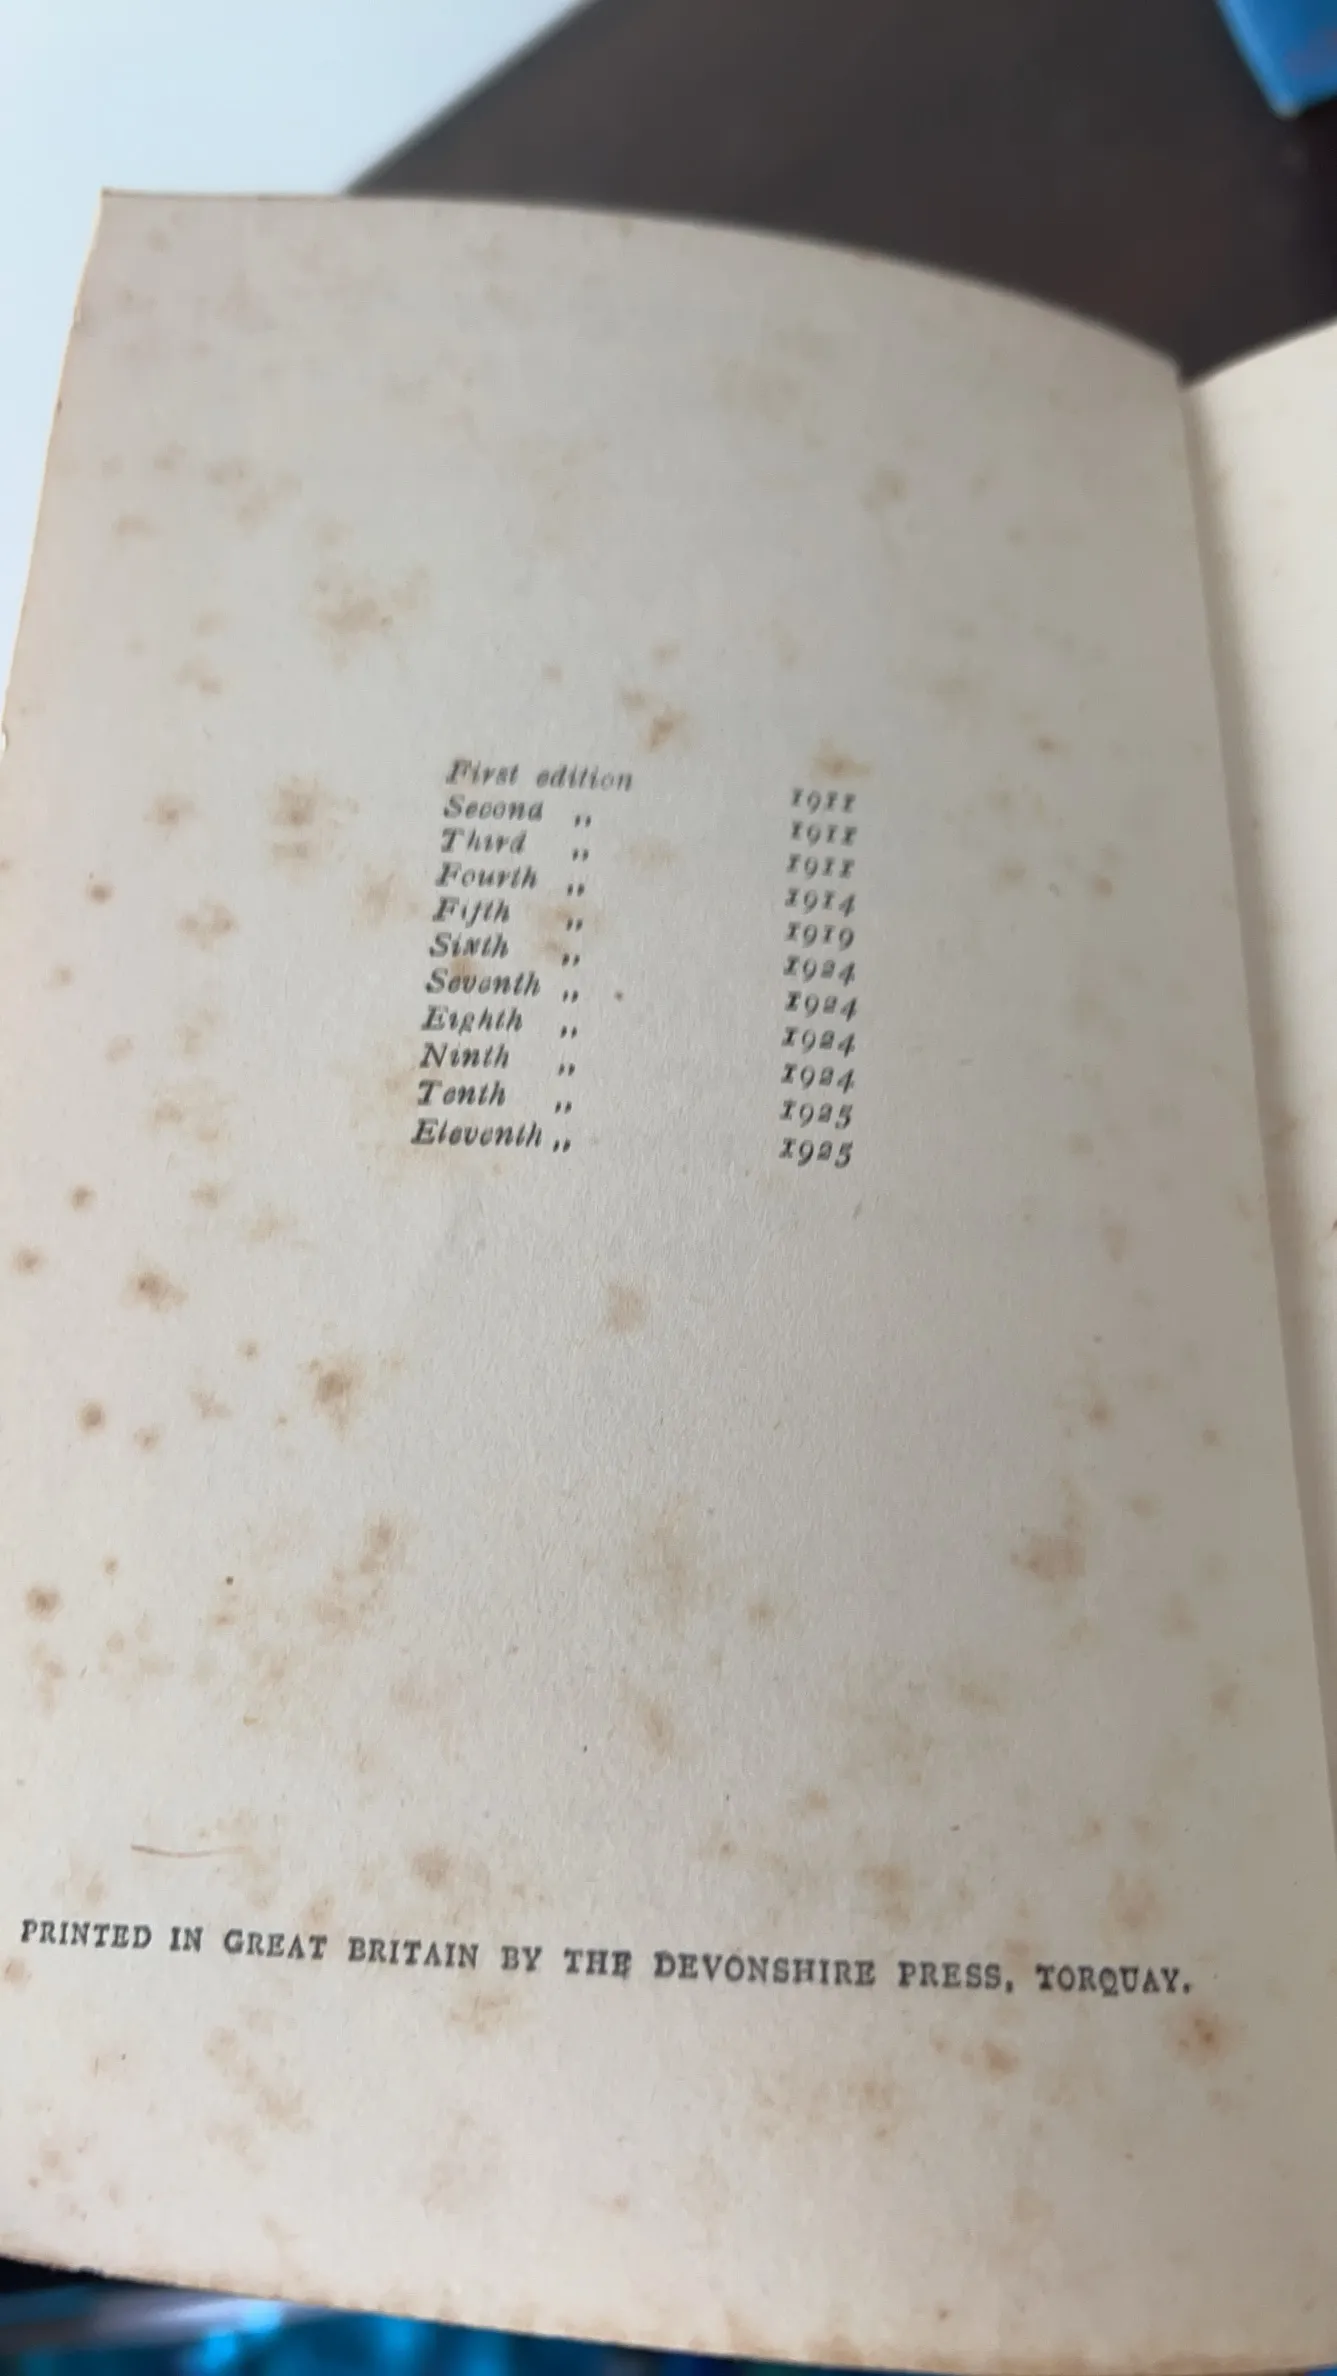 First edition 1911
Second „ 1911
Third „ 1911
Fourth „ 1914
Fifth „ 1919
Sixth „ 1924
Seventh „ 1924
Eighth „ 1924
Ninth „ 1924
Tenth „ 1925
Eleventh „ 1925
PRINTED IN GREAT BRITAIN BY THE DEVONSHIRE PRESS, TORQUAY.